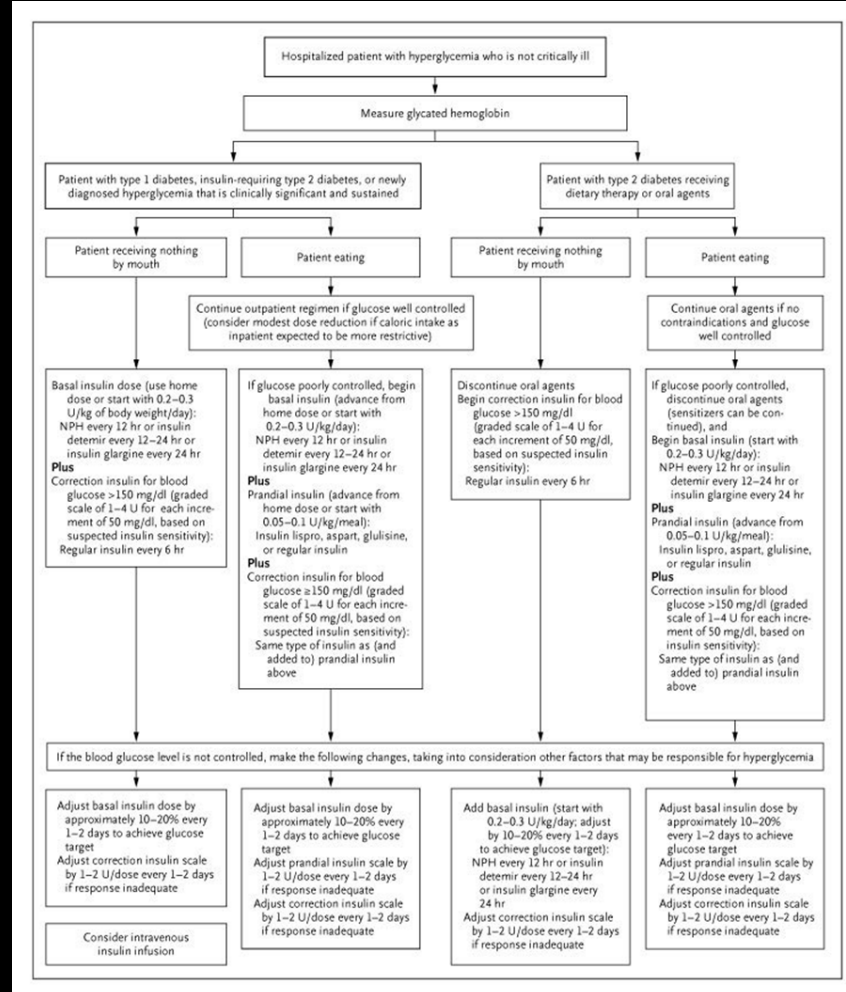 Hospitalized patient with hyperglycemia who is not critically ill
Measure glycated hemoglobin
Patient with type 1 diabetes, insulin-requiring type 2 diabetes, or newly
diagnosed hyperglycemia that is clinically significant and sustained
Patient with type 2 diabetes receiving
dietary therapy or oral agents
Patient receiving nothing
by mouth
Patient eating
Patient receiving nothing
by mouth
Patient eating
Continue outpatient regimen if glucose well controlled
(consider modest dose reduction if caloric intake as
inpatient expected to be more restrictive)
Continue oral agents if no
contraindications and glucose
well controlled
Basal insulin dose (use home
dose or start with 0.2–0.3
U/kg of body weight/day):
NPH every 12 hr or insulin
detemir every 12–24 hr or
insulin glargine every 24 hr
Plus
Correction insulin for blood
glucose >150 mg/dl (graded
scale of 1–4 U for each incre-
ment of 50 mg/dl, based on
suspected insulin sensitivity):
Regular insulin every 6 hr
If glucose poorly controlled, begin
basal insulin (advance from
home dose or start with
0.2–0.3 U/kg/day):
NPH every 12 hr or insulin
detemir every 12–24 hr or
insulin glargine every 24 hr
Plus
Prandial insulin (advance from
home dose or start with
0.05–0.1 U/kg/meal):
Insulin lispro, aspart, glulisine,
or regular insulin
Plus
Correction insulin for blood
glucose ≥150 mg/dl (graded
scale of 1–4 U for each incre-
ment of 50 mg/dl, based on
suspected insulin sensitivity):
Same type of insulin as (and
added to) prandial insulin
above
Discontinue oral agents
Begin correction insulin for blood
glucose >150 mg/dl
(graded scale of 1–4 U for
each increment of 50 mg/dl,
based on suspected insulin
sensitivity):
Regular insulin every 6 hr
If glucose poorly controlled,
discontinue oral agents
(sensitizers can be con-
tinued), and
Begin basal insulin (start with
0.2–0.3 U/kg/day):
NPH every 12 hr or insulin
detemir every 12–24 hr
or insulin glargine every 24 hr
Plus
Prandial insulin (advance from
0.05–0.1 U/kg/meal):
Insulin lispro, aspart, glulisine,
or regular insulin
Plus
Correction insulin for blood
glucose >150 mg/dl (graded
scale of 1–4 U for each incre-
ment of 50 mg/dl, based on
insulin sensitivity):
Same type of insulin as (and
added to) prandial insulin
above
If the blood glucose level is not controlled, make the following changes, taking into consideration other factors that may be responsible for hyperglycemia
Adjust basal insulin dose by
approximately 10–20% every
1–2 days to achieve glucose
target
Adjust correction insulin scale
by 1–2 U/dose every 1–2 days
if response inadequate
Consider intravenous
insulin infusion
Adjust basal insulin dose by
approximately 10–20% every
1–2 days to achieve glucose
target
Adjust prandial insulin scale by
1–2 U/dose every 1–2 days
if response inadequate
Adjust correction insulin scale
by 1–2 U/dose every 1–2 days
if response inadequate
Add basal insulin (start with
0.2–0.3 U/kg/day; adjust
by 10–20% every 1–2 days
to achieve glucose target):
NPH every 12 hr or insulin
detemir every 12–24 hr
or insulin glargine every
24 hr
Adjust correction insulin scale
by 1–2 U/dose every 1–2 days
if response inadequate
Adjust basal insulin dose by
approximately 10–20%
every 1–2 days to achieve
glucose target
Adjust prandial insulin scale by
1–2 U/dose every 1–2 days
if response inadequate
Adjust correction insulin scale
by 1–2 U/dose every 1–2 days
if response inadequate